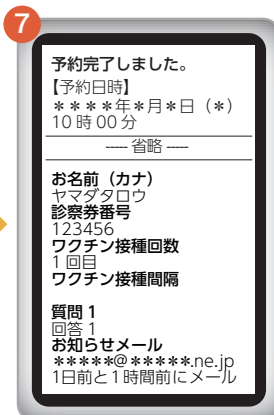 7
予約完了しました。
【予約日時】
＊＊＊＊年＊月＊日（＊）
10 時 00 分
----- 省略 -----
お名前（カナ）
ヤマダタロウ
診察券番号
123456
ワクチン接種回数
1 回目
ワクチン接種間隔
質問 1
回答 1
お知らせメール
＊＊＊＊＊@＊＊＊＊＊.ne.jp
1日前と1時間前にメール